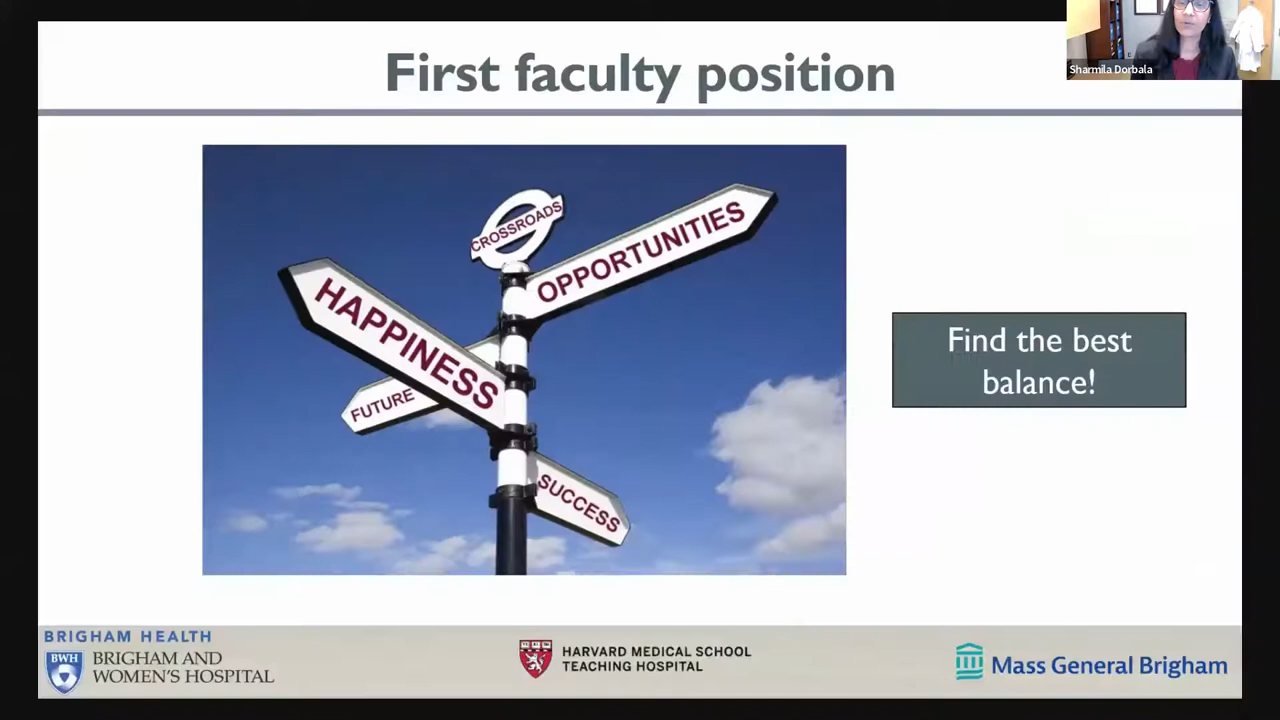 First faculty position
Sharmila Dorbala
CROSSROADS
OPPORTUNITIES
HAPPINESS
FUTURE
SUCCESS
Find the best
balance!
BRIGHAM HEALTH
BWH
BRIGHAM AND
WOMEN'S HOSPITAL
HARVARD MEDICAL SCHOOL
TEACHING HOSPITAL
Mass General Brigham